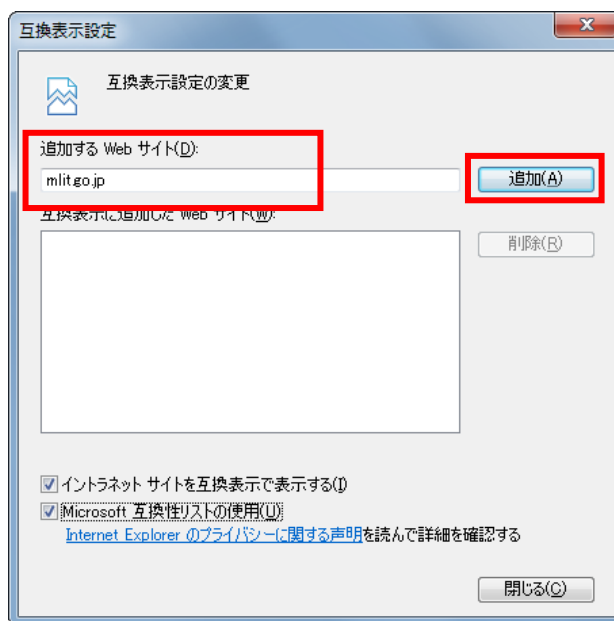 互換表示設定
互換表示設定の変更
追加する Web サイト(D):
mlit.go.jp
追加(A)
互換表示に追加した Web サイト(W):
削除(R)
イントラネット サイトを互換表示で表示する(I)
Microsoft 互換性リストの使用(U)
Internet Explorer のプライバシーに関する声明を読んで詳細を確認する
閉じる(C)